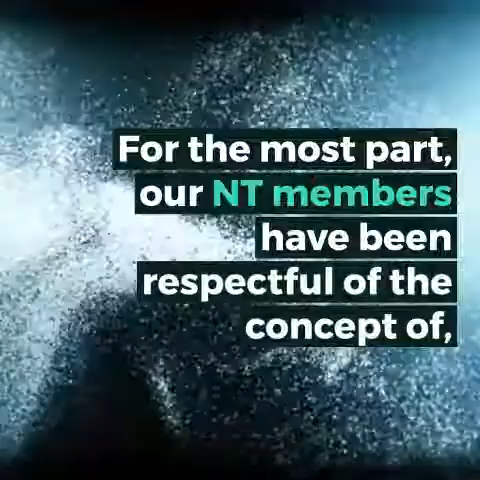 For the most part,
our NT members
have been
respectful of the
concept of,